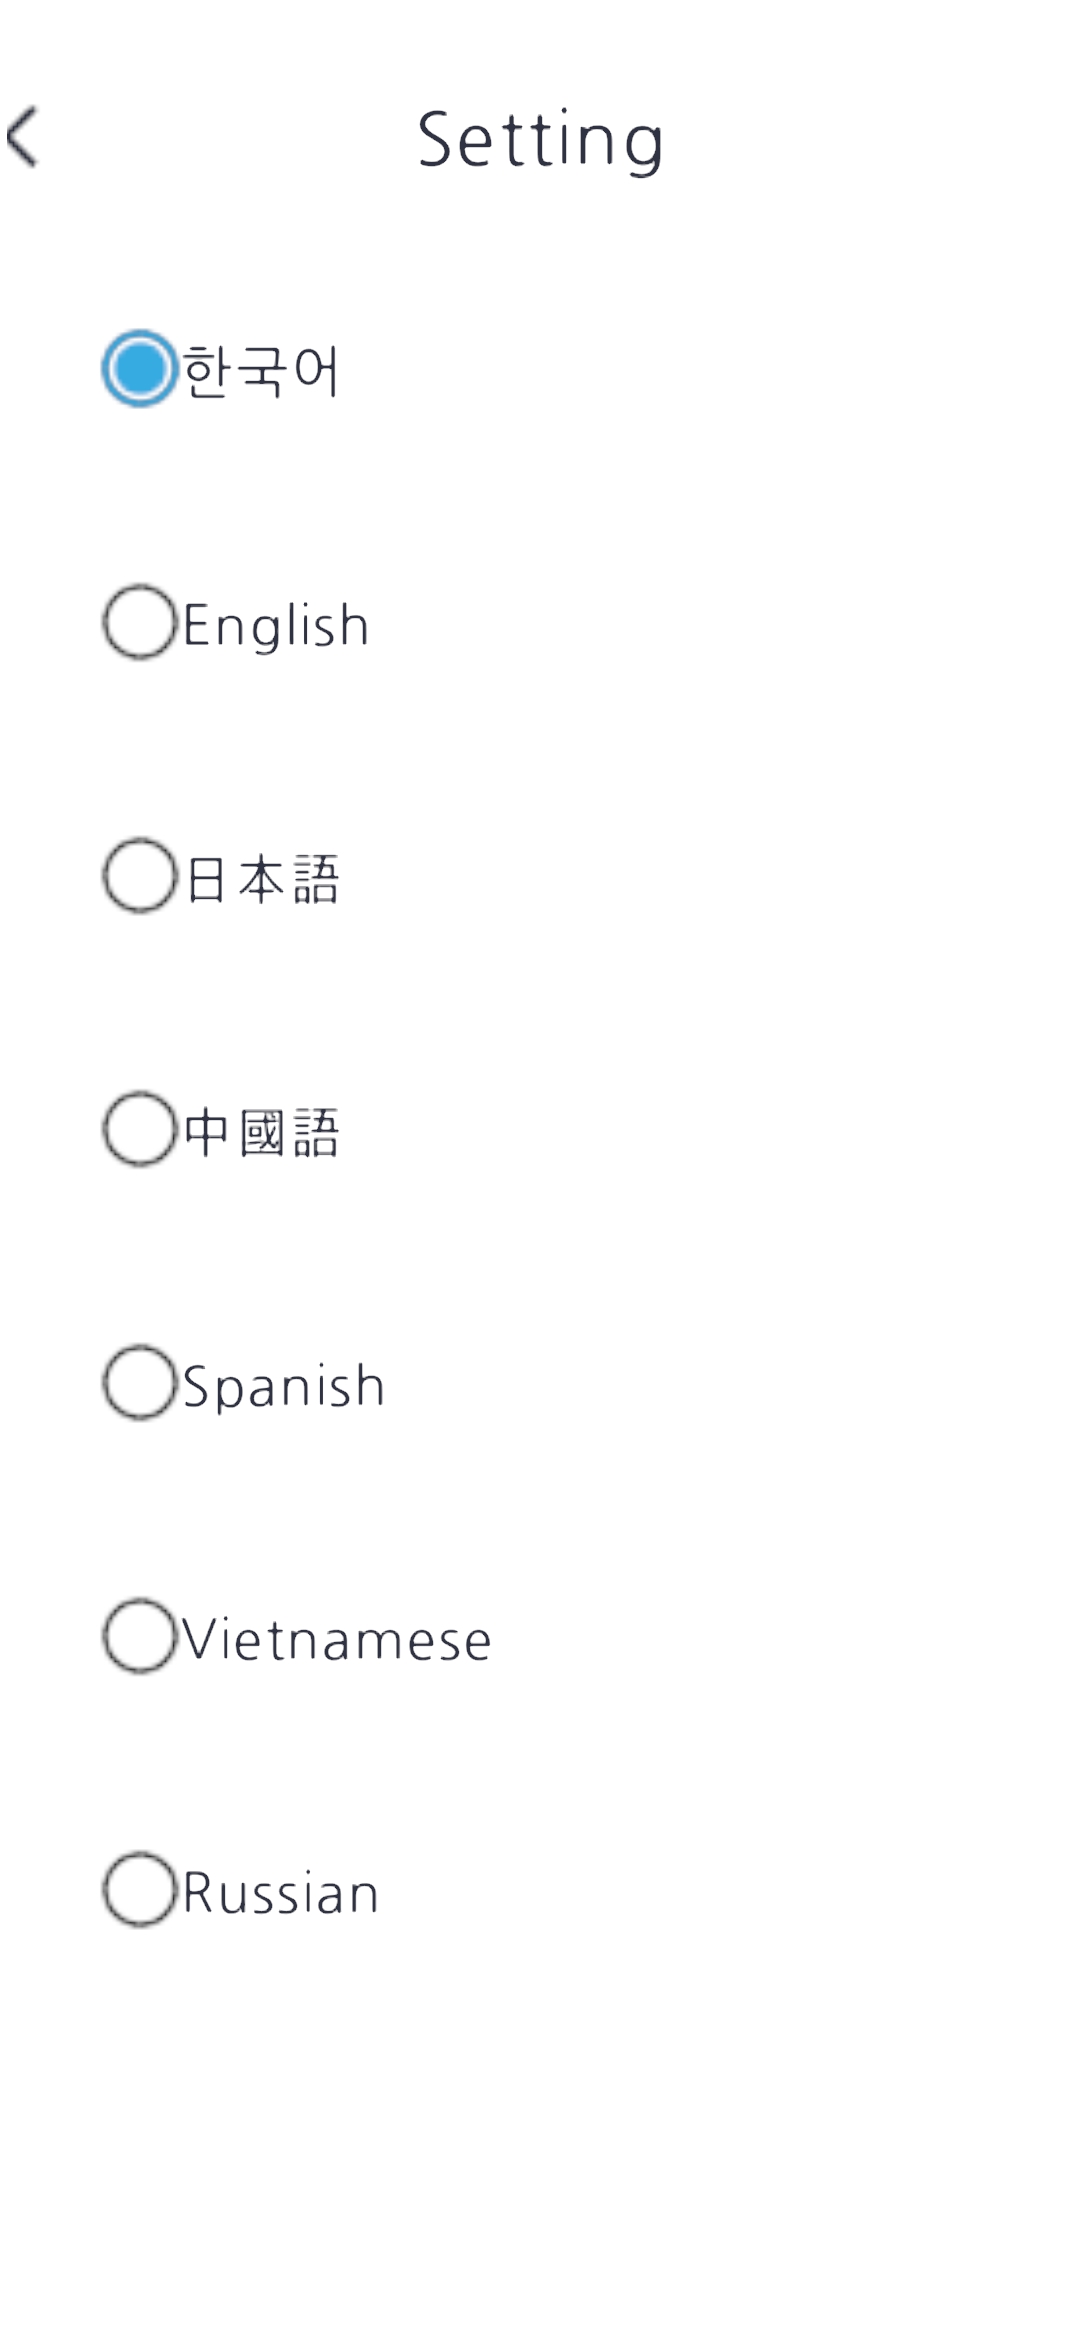 Setting
한국어
English
日本語
中國語
Spanish
Vietnamese
Russian